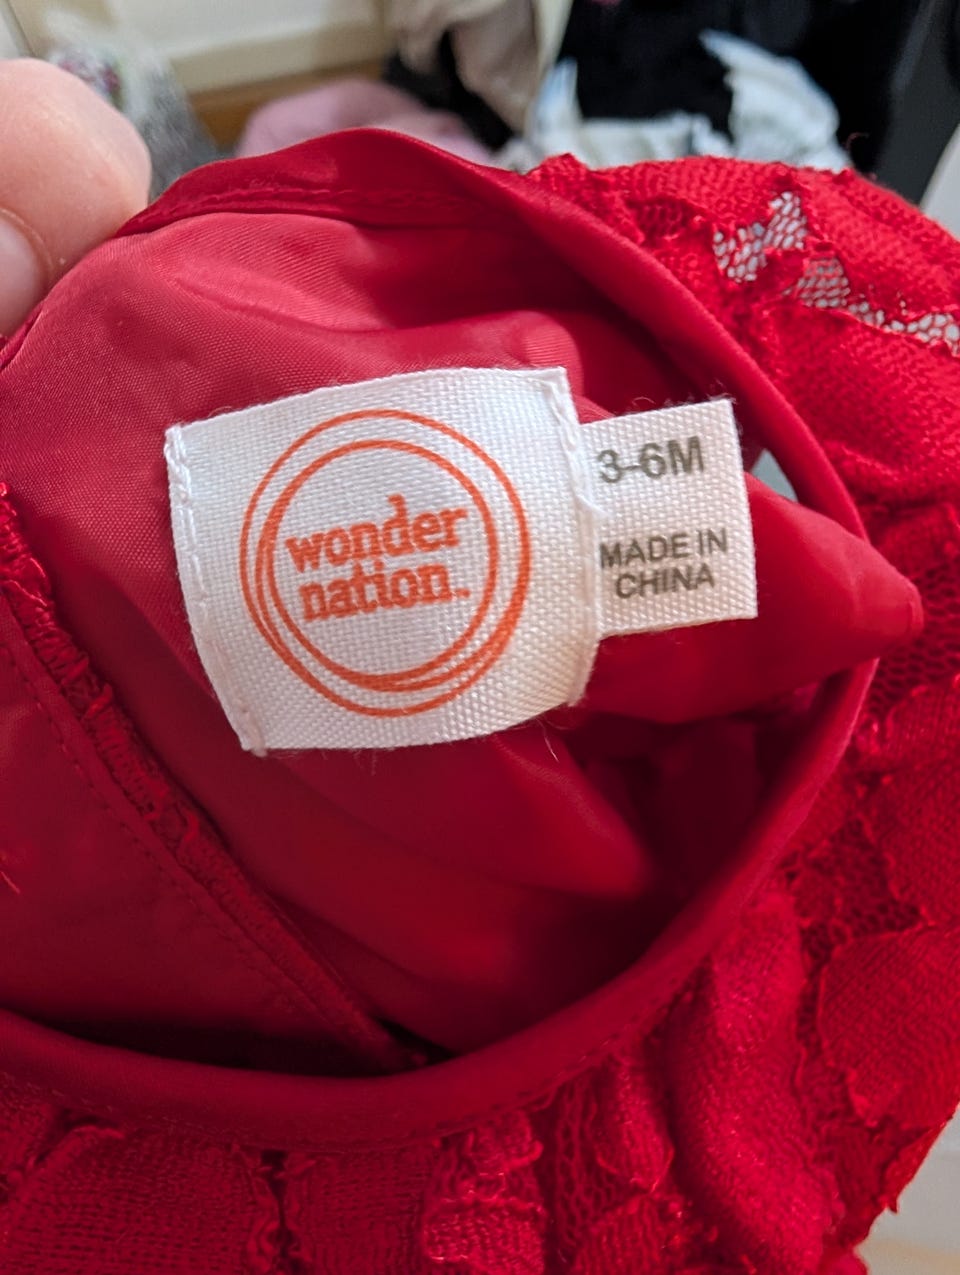 wonder
nation.
3-6M
MADE IN
CHINA